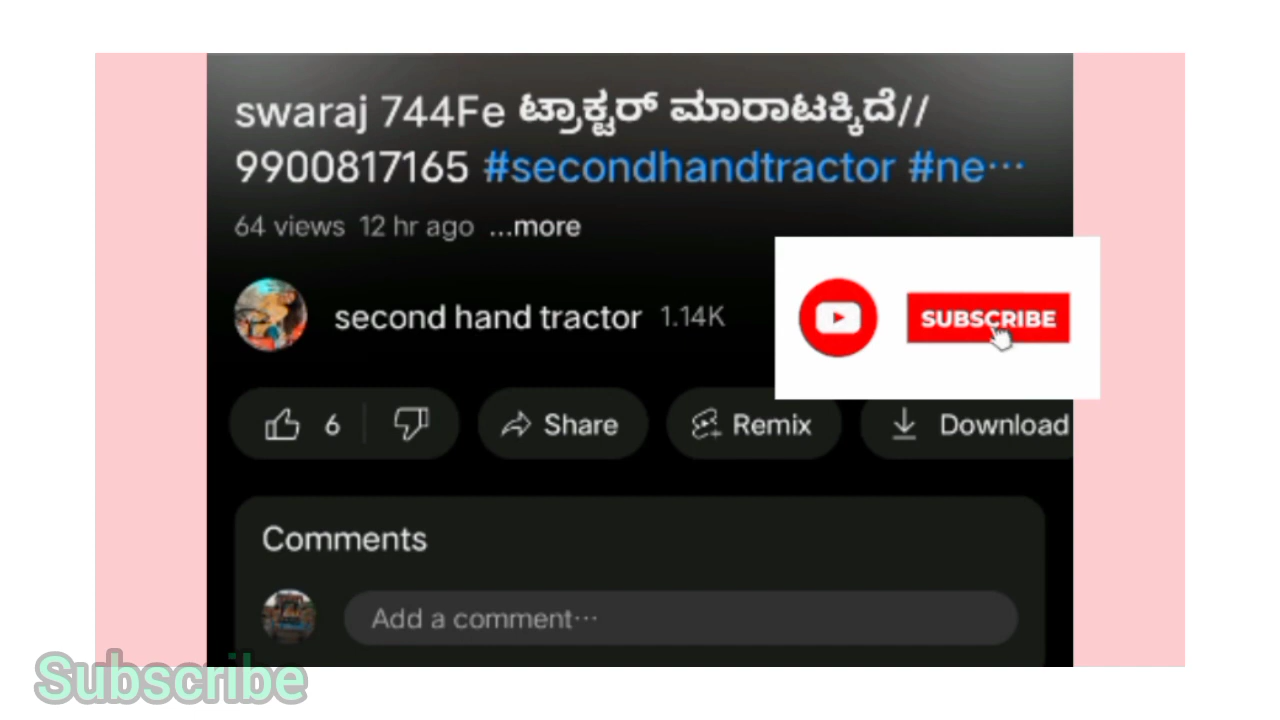 swaraj 744Fe ಟ್ರಾಕ್ಟರ್ ಮಾರಾಟಕ್ಕಿದೆ//
9900817165 #secondhandtractor #ne...
64 views 12 hr ago ...more
second hand tractor 1.14K
SUBSCRIBE
6 Share Remix Download
Comments
Add a comment...
Subscribe